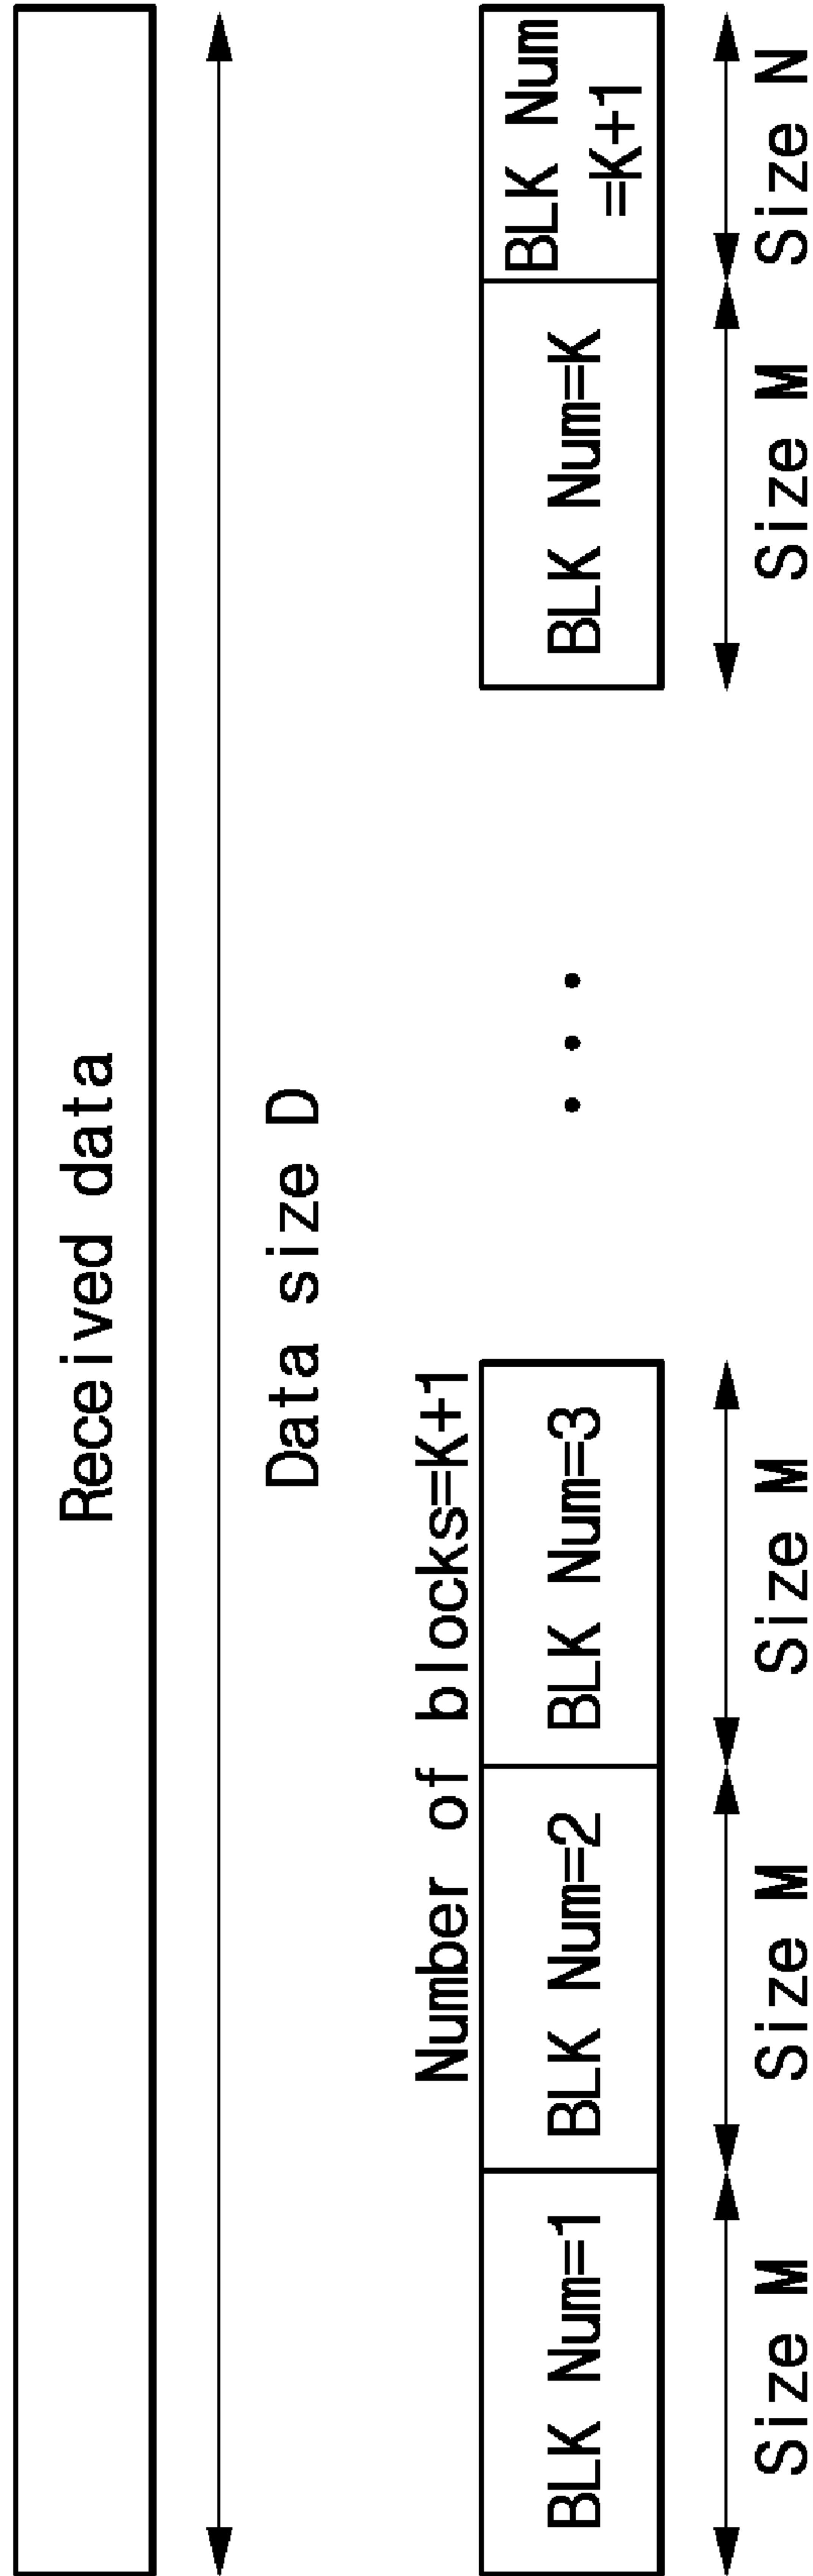 Received data
Data size D
Number of blocks=K+1
BLK Num=1
BLK Num=2
BLK Num=3
• • •
BLK Num=K
BLK Num
=K+1
Size M
Size M
Size M
Size M
Size N